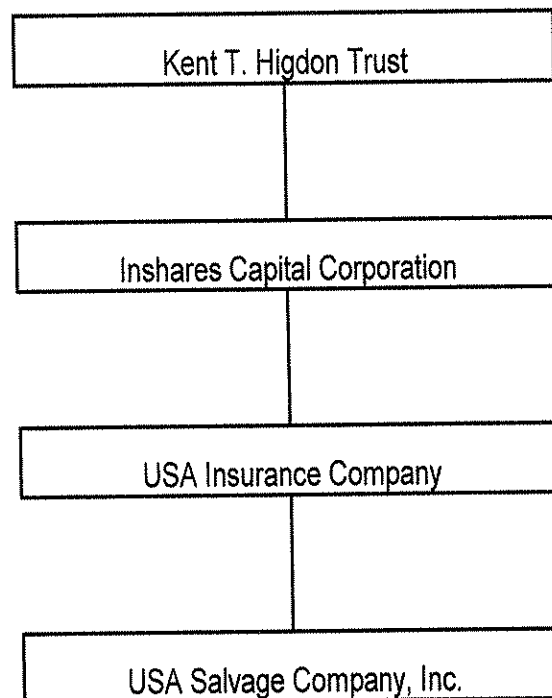 Kent T. Higdon Trust
Inshares Capital Corporation
USA Insurance Company
USA Salvage Company, Inc.